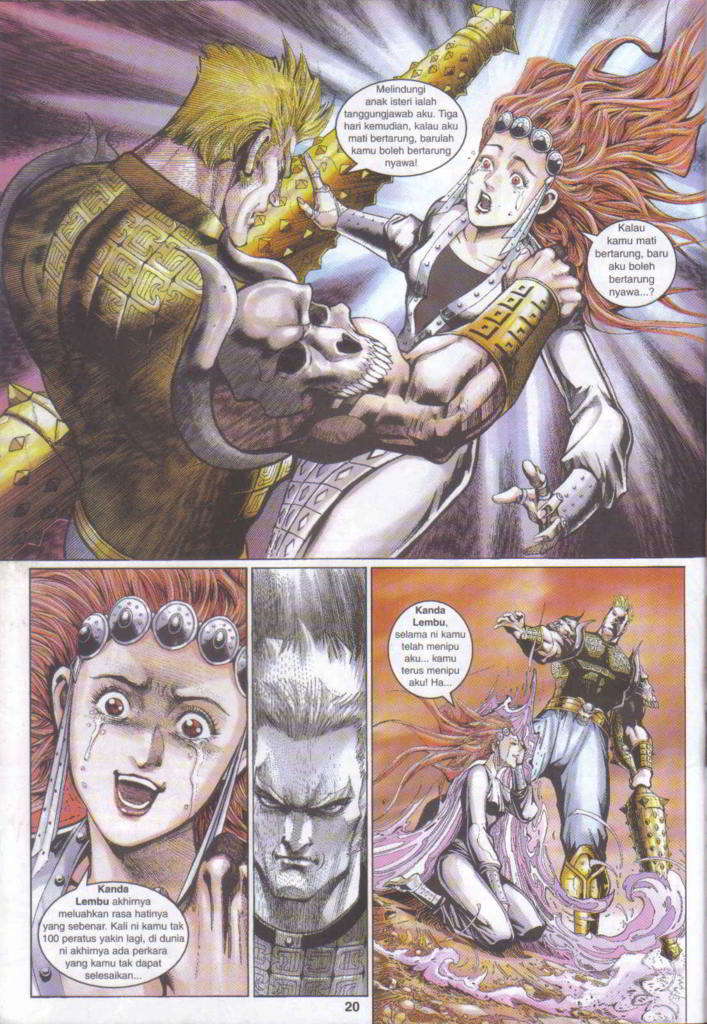 Melindungi
anak isteri ialah
tanggungjawab aku. Tiga
hari kemudian, kalau aku
mati bertarung, barulah
kamu boleh bertarung
nyawa!
Kalau
kamu mati
bertarung, baru
aku boleh
bertarung
nyawa...?
Kanda
Lembu akhirnya
meluahkan rasa hatinya
yang sebenar. Kali ni kamu tak
100 peratus yakin lagi, di dunia
ni akhirnya ada perkara
yang kamu tak dapat
selesaikan...
Kanda
Lembu,
selama ni kamu
telah menipu
aku... kamu
terus menipu
aku! Ha...
20